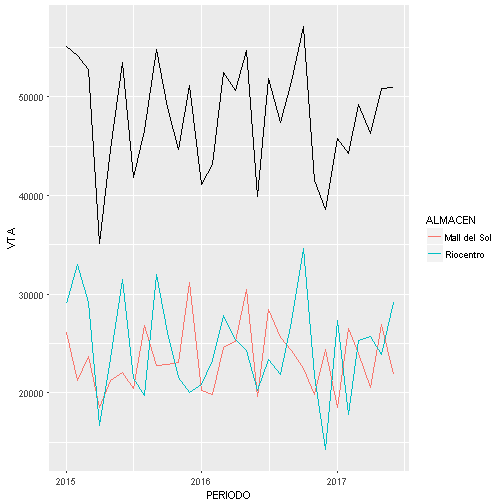 50000
40000
30000
20000
VTA
2015
2016
2017
PERIODO
ALMACEN
Mall del Sol
Riocentro